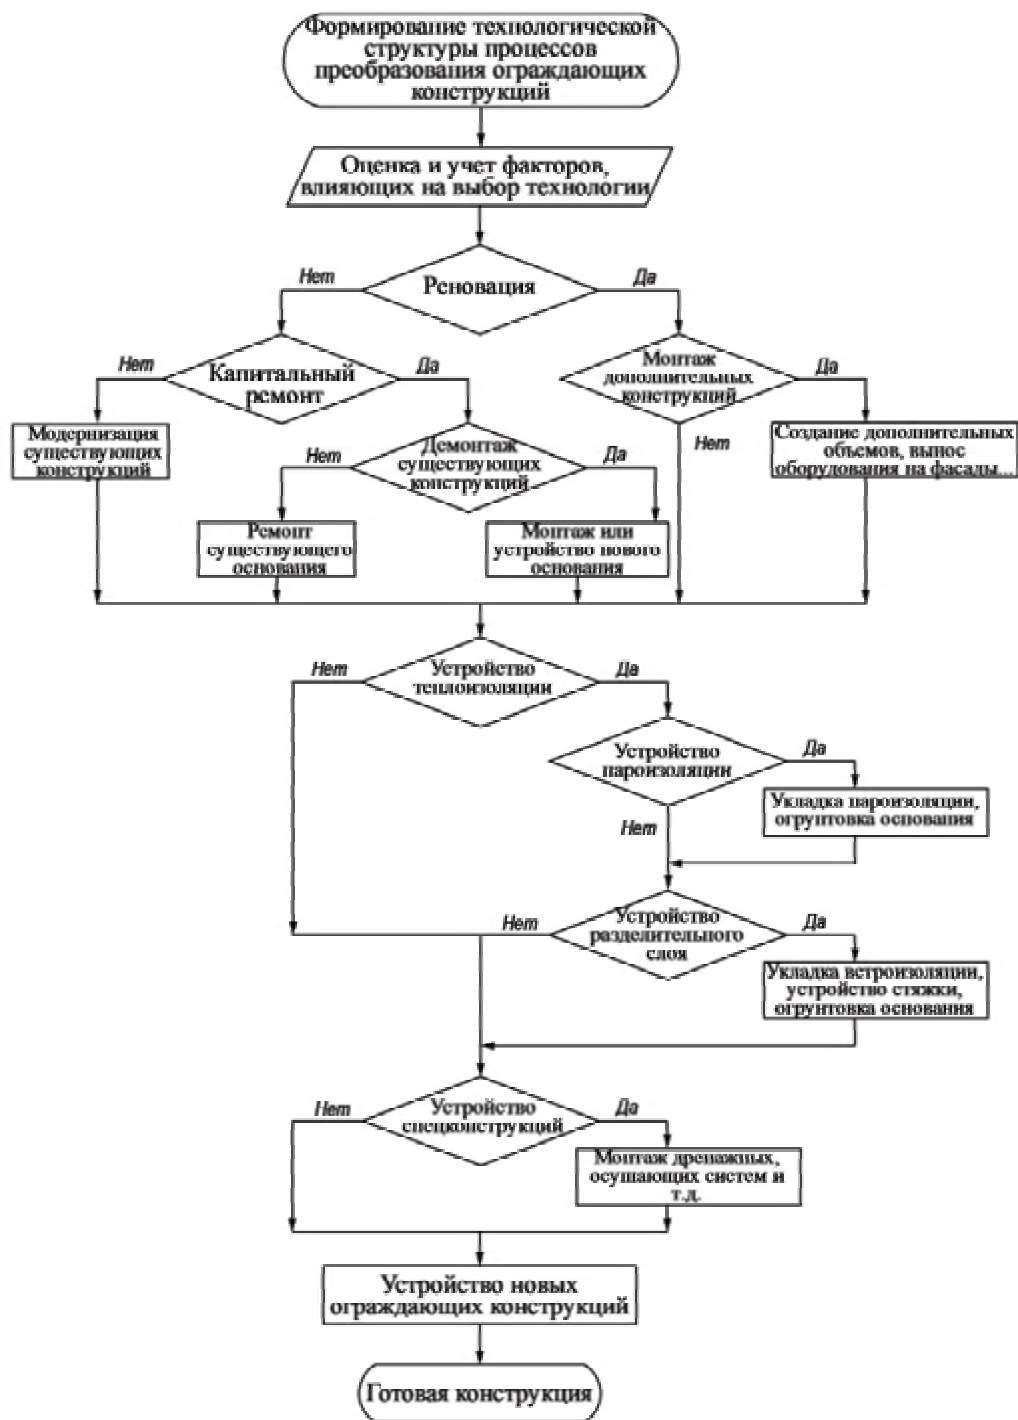 Формирование технологической
структуры процессов
преобразования ограждающих
конструкций
Оценка и учет факторов,
влияющих на выбор технологии
Реновация
Нет
Да
Капитальный
ремонт
Нет
Да
Монтаж
дополнительных
конструкций
Да
Нет
Модернизация
существующих
конструкций
Демонтаж
существующих
конструкций
Нет
Да
Создание дополнительных
объемов, вынос
оборудования на фасады...
Ремонт
существующего
основания
Монтаж или
устройство нового
основания
Устройство
теплоизоляции
Нет
Да
Устройство
пароизоляции
Да
Нет
Укладка пароизоляции,
огрунтовка основания
Устройство
разделительного
слоя
Нет
Да
Укладка ветроизоляции,
устройство стяжки,
огрунтовка основания
Устройство
спецконструкций
Нет
Да
Монтаж дренажных,
осушающих систем и
т.д.
Устройство новых
ограждающих конструкций
Готовая конструкция